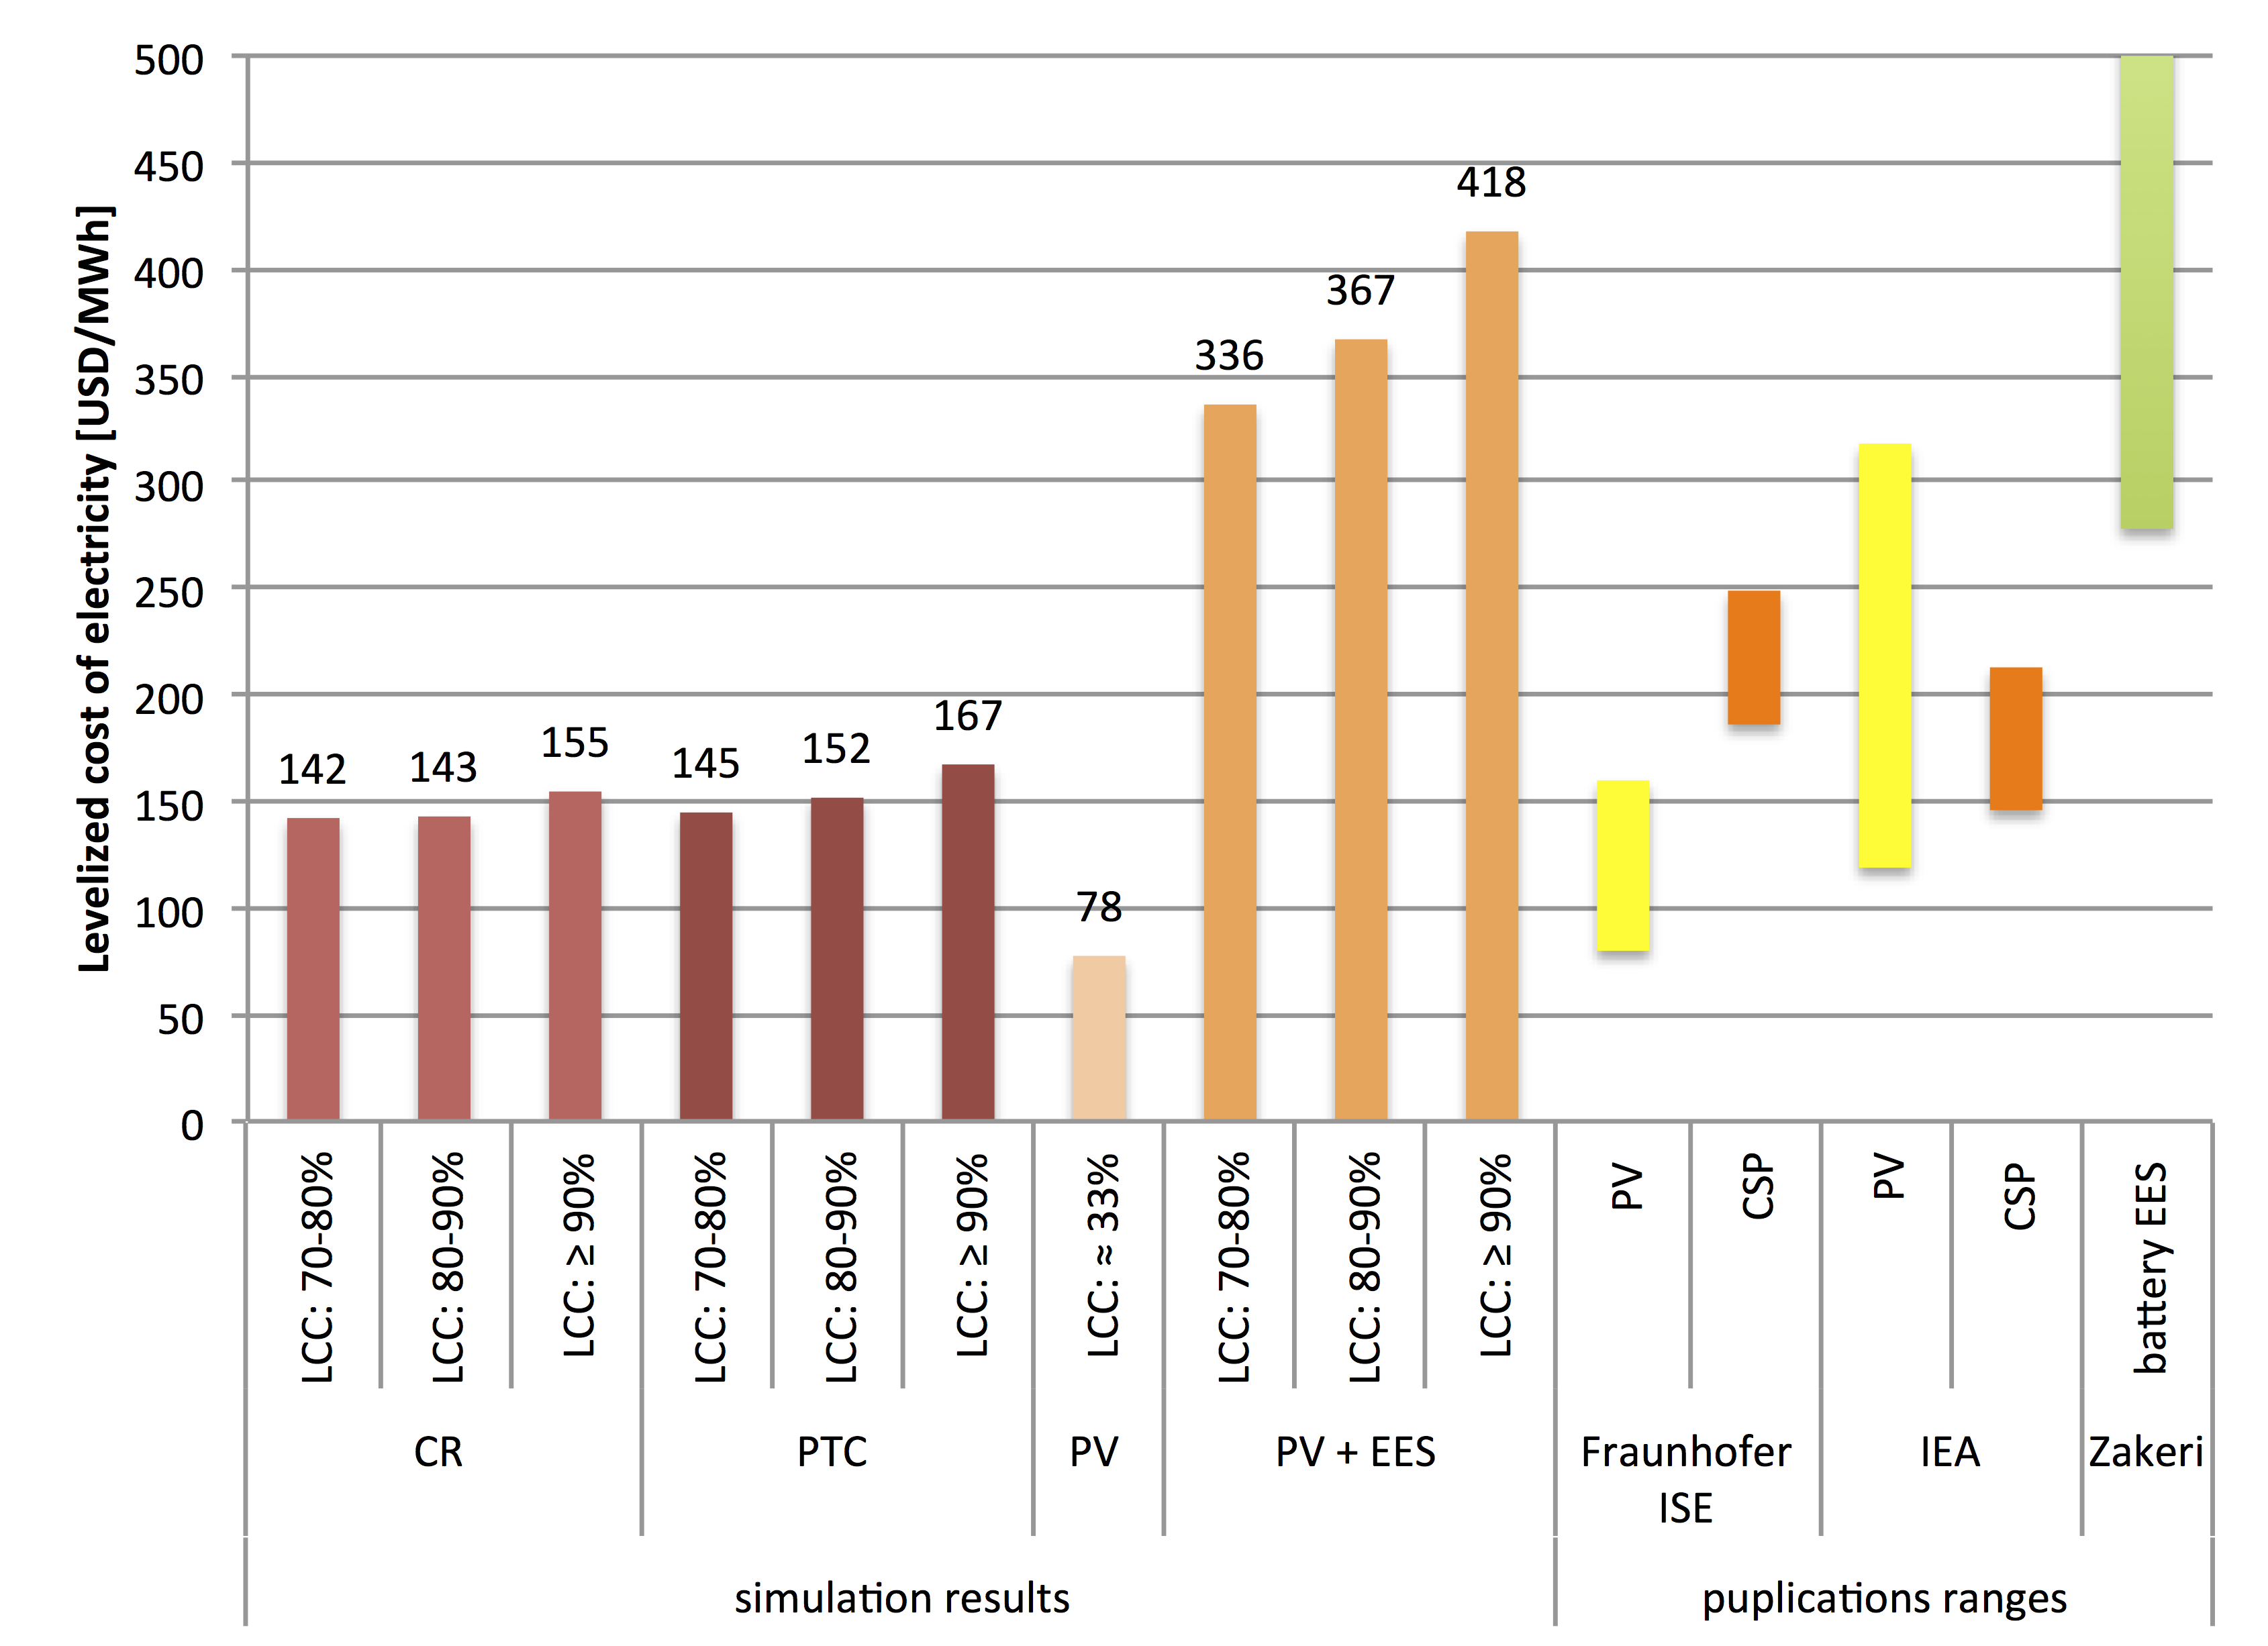 Levelized cost of electricity [USD/MWh]
500
450
400
350
300
250
200
150
100
50
0
142
143
155
145
152
167
78
336
367
418
LCC: 70-80%
LCC: 80-90%
LCC: ≥ 90%
LCC: 70-80%
LCC: 80-90%
LCC: ≥ 90%
LCC: ≈ 33%
LCC: 70-80%
LCC: 80-90%
LCC: ≥ 90%
PV
CSP
PV
CSP
battery EES
CR
PTC
PV
PV + EES
Fraunhofer
ISE
IEA
Zakeri
simulation results
puplications ranges